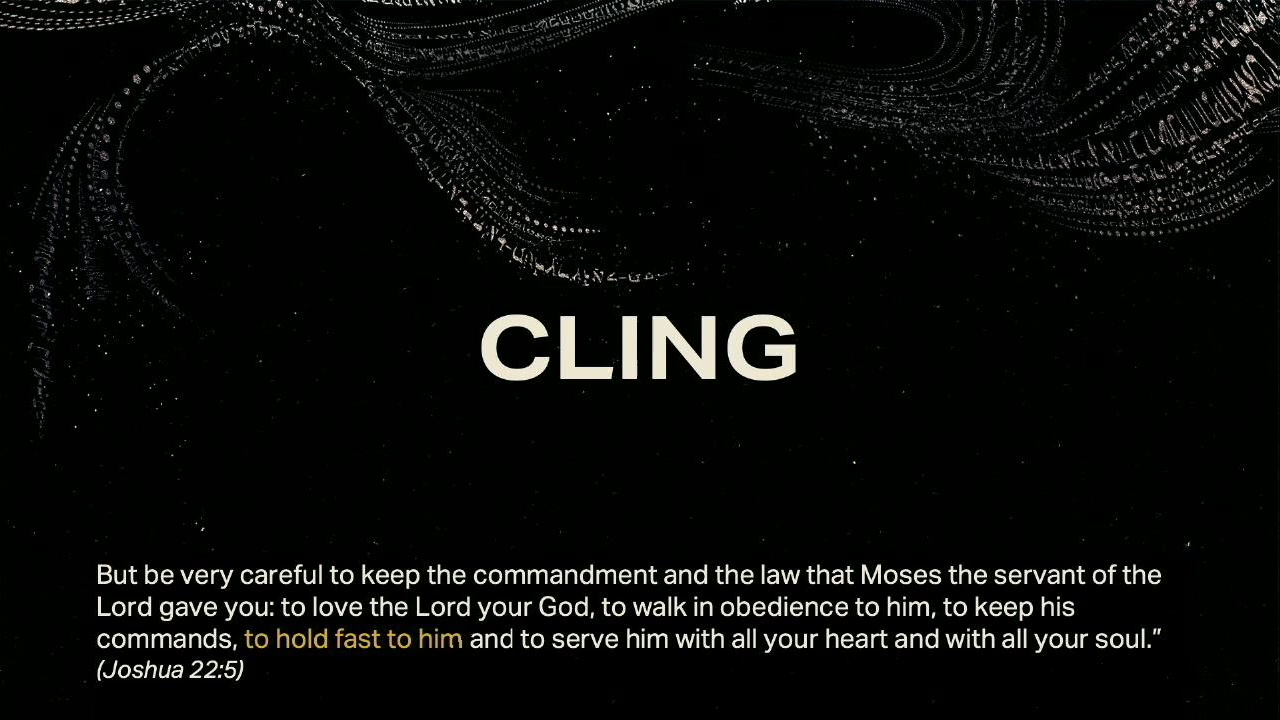 CLING
But be very careful to keep the commandment and the law that Moses the servant of the
Lord gave you: to love the Lord your God, to walk in obedience to him, to keep his
commands, to hold fast to him and to serve him with all your heart and with all your soul.”
(Joshua 22:5)